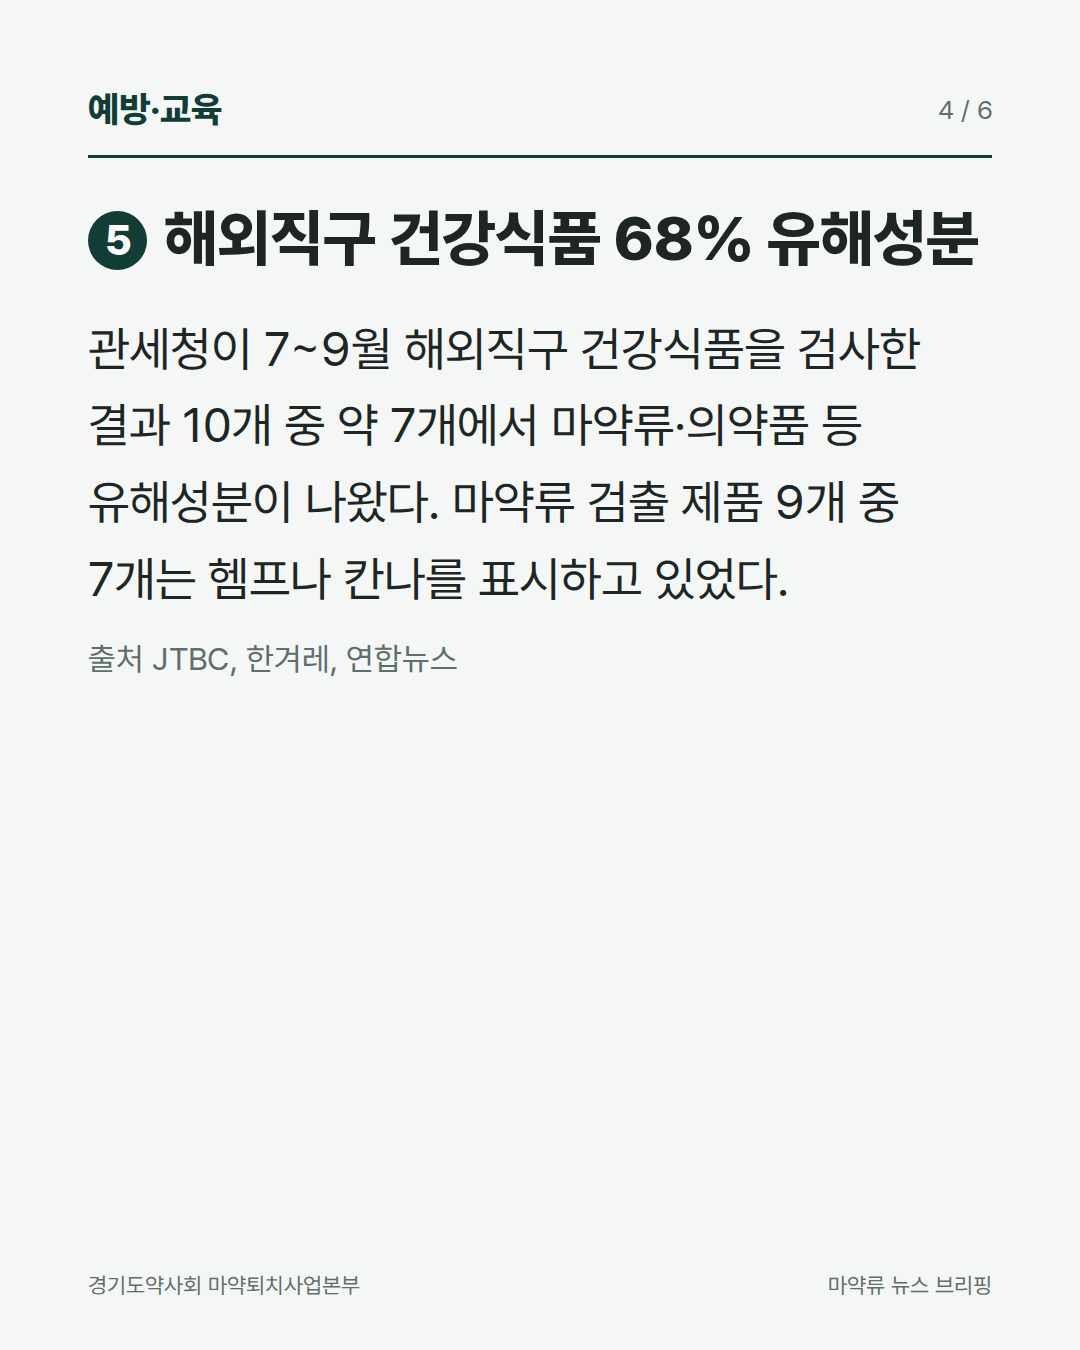 예방·교육
4 / 6
5 해외직구 건강식품 68% 유해성분
관세청이 7~9월 해외직구 건강식품을 검사한
결과 10개 중 약 7개에서 마약류·의약품 등
유해성분이 나왔다. 마약류 검출 제품 9개 중
7개는 헴프나 칸나를 표시하고 있었다.
출처 JTBC, 한겨레, 연합뉴스
경기도약사회 마약퇴치사업본부
마약류 뉴스 브리핑